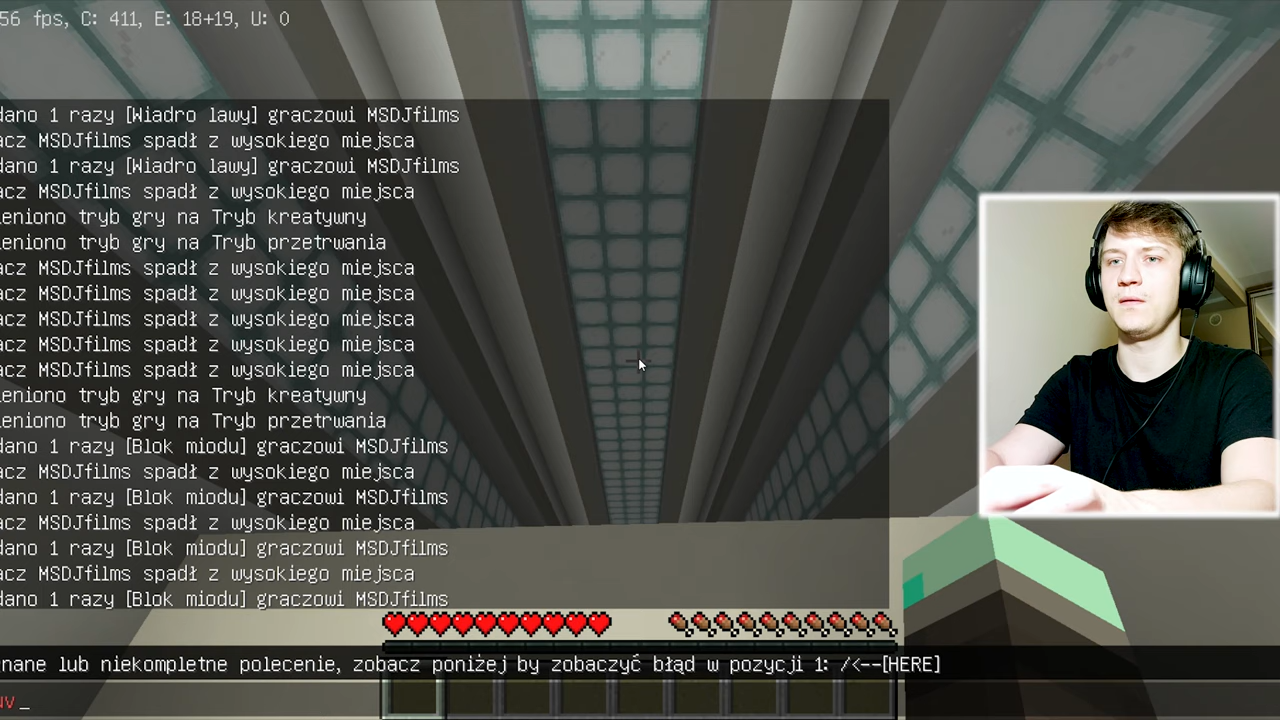 56 fps, C: 411, E: 18+19, U: 0
dano 1 razy [Wiadro lawy] graczowi MSDJfilms
acz MSDJfilms spadł z wysokiego miejsca
dano 1 razy [Wiadro lawy] graczowi MSDJfilms
acz MSDJfilms spadł z wysokiego miejsca
eniono tryb gry na Tryb kreatywny
eniono tryb gry na Tryb przetrwania
acz MSDJfilms spadł z wysokiego miejsca
acz MSDJfilms spadł z wysokiego miejsca
acz MSDJfilms spadł z wysokiego miejsca
acz MSDJfilms spadł z wysokiego miejsca
acz MSDJfilms spadł z wysokiego miejsca
eniono tryb gry na Tryb kreatywny
eniono tryb gry na Tryb przetrwania
dano 1 razy [Blok miodu] graczowi MSDJfilms
acz MSDJfilms spadł z wysokiego miejsca
dano 1 razy [Blok miodu] graczowi MSDJfilms
acz MSDJfilms spadł z wysokiego miejsca
dano 1 razy [Blok miodu] graczowi MSDJfilms
acz MSDJfilms spadł z wysokiego miejsca
dano 1 razy [Blok miodu] graczowi MSDJfilms
nane lub niekompletne polecenie, zobacz poniżej by zobaczyć błąd w pozycji 1: /<--[HERE]